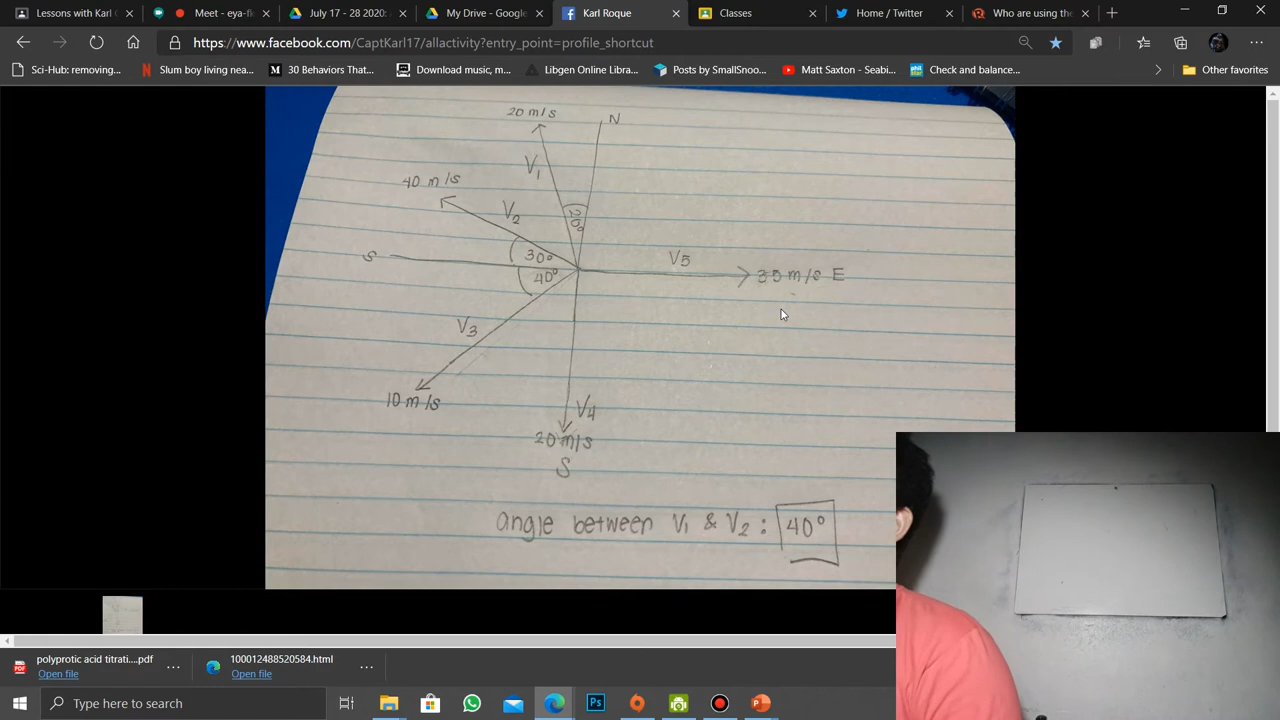 Lessons with Karl C
Meet - eya-fi
July 17 - 28 2020:
My Drive - Google
Karl Roque
Classes
Home / Twitter
Who are using the
https://www.facebook.com/CaptKarl17/allactivity?entry_point=profile_shortcut
Sci-Hub: removing...
Slum boy living nea...
30 Behaviors That...
Download music, m...
Libgen Online Libra...
Posts by SmallSnoo...
Matt Saxton - Seabi...
Check and balance...
Other favorites
20 m/s
N
V1
40 m/s
V2
20°
S
30°
40°
V5
35 m/s E
V3
10 m/s
V4
20 m/s
S
angle between V1 & V2 : 40°
polyprotic acid titrati....pdf
Open file
100012488520584.html
Open file
Type here to search